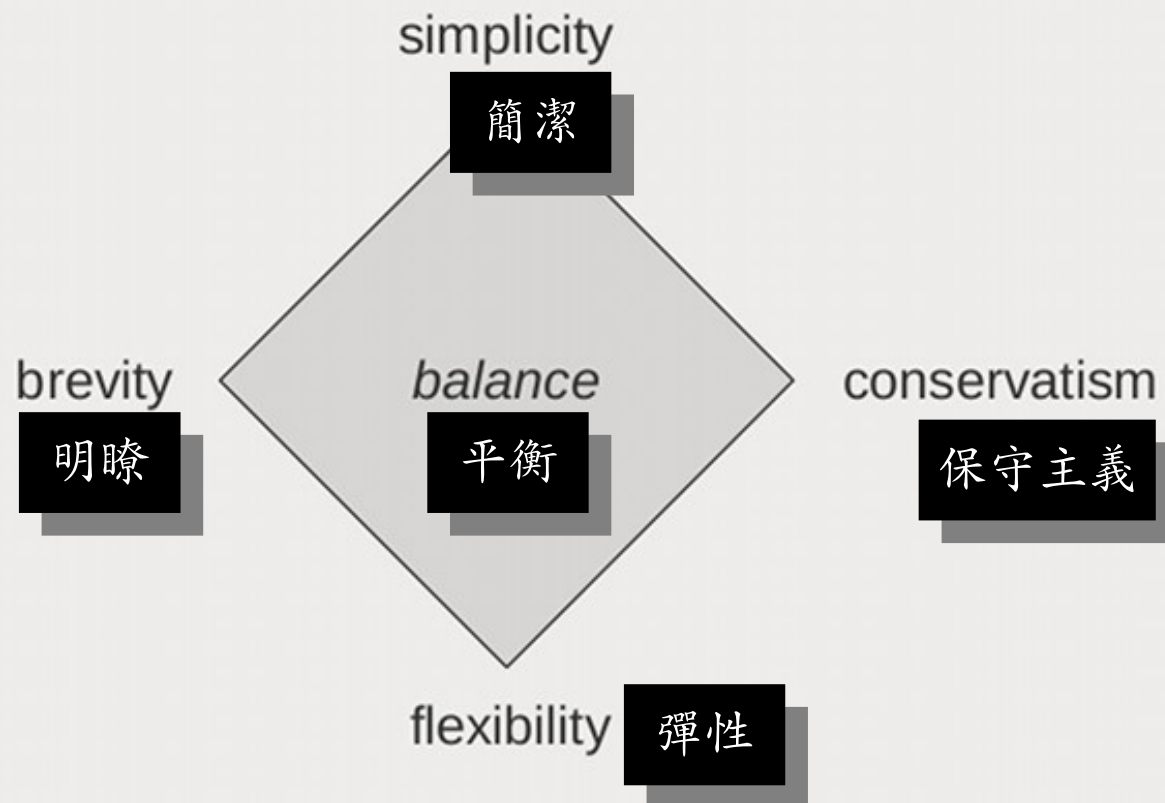 simplicity
簡潔
brevity
balance
conservatism
明瞭
平衡
保守主義
flexibility
彈性